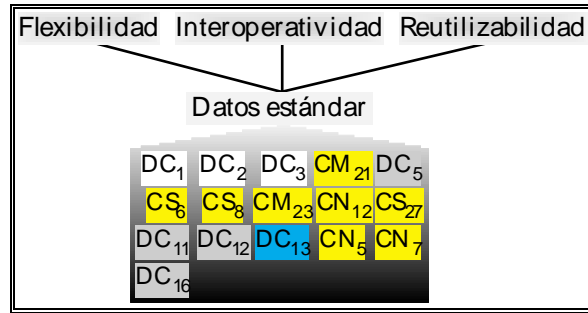 Flexibilidad Interoperatividad Reutilizabilidad
Datos estándar
DC1 DC2 DC3 CM21 DC5
CS6 CS8 CM23 CN12 CS27
DC11 DC12 DC13 CN5 CN7
DC16